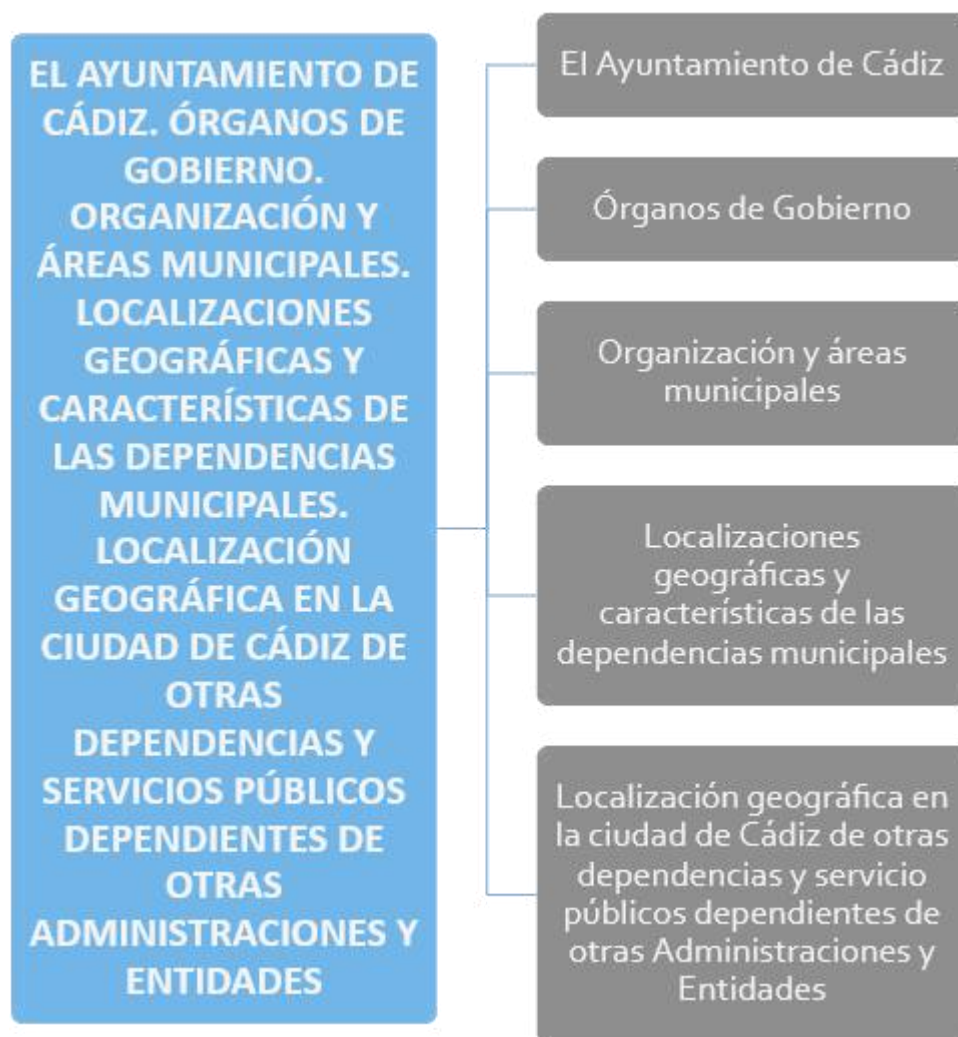 EL AYUNTAMIENTO DE
CÁDIZ. ÓRGANOS DE
GOBIERNO.
ORGANIZACIÓN Y
ÁREAS MUNICIPALES.
LOCALIZACIONES
GEOGRÁFICAS Y
CARACTERÍSTICAS DE
LAS DEPENDENCIAS
MUNICIPALES.
LOCALIZACIÓN
GEOGRÁFICA EN LA
CIUDAD DE CÁDIZ DE
OTRAS
DEPENDENCIAS Y
SERVICIOS PÚBLICOS
DEPENDIENTES DE
OTRAS
ADMINISTRACIONES Y
ENTIDADES
El Ayuntamiento de Cádiz
Órganos de Gobierno
Organización y áreas
municipales
Localizaciones
geográficas y
características de las
dependencias municipales
Localización geográfica en
la ciudad de Cádiz de otras
dependencias y servicio
públicos dependientes de
otras Administraciones y
Entidades